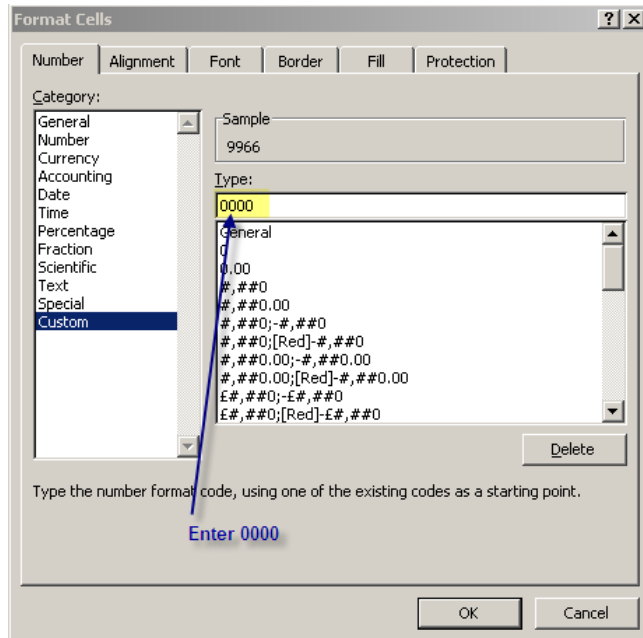 Format Cells
Number Alignment Font Border Fill Protection
Category:
General
Number
Currency
Accounting
Date
Time
Percentage
Fraction
Scientific
Text
Special
Custom
Sample
9966
Type:
0000
General
0
0.00
#,##0
#,##0.00
#,##0;-#,##0
#,##0;[Red]-#,##0
#,##0.00;-#,##0.00
#,##0.00;[Red]-#,##0.00
£#,##0;-£#,##0
£#,##0;[Red]-£#,##0
Delete
Type the number format code, using one of the existing codes as a starting point.
Enter 0000
OK Cancel